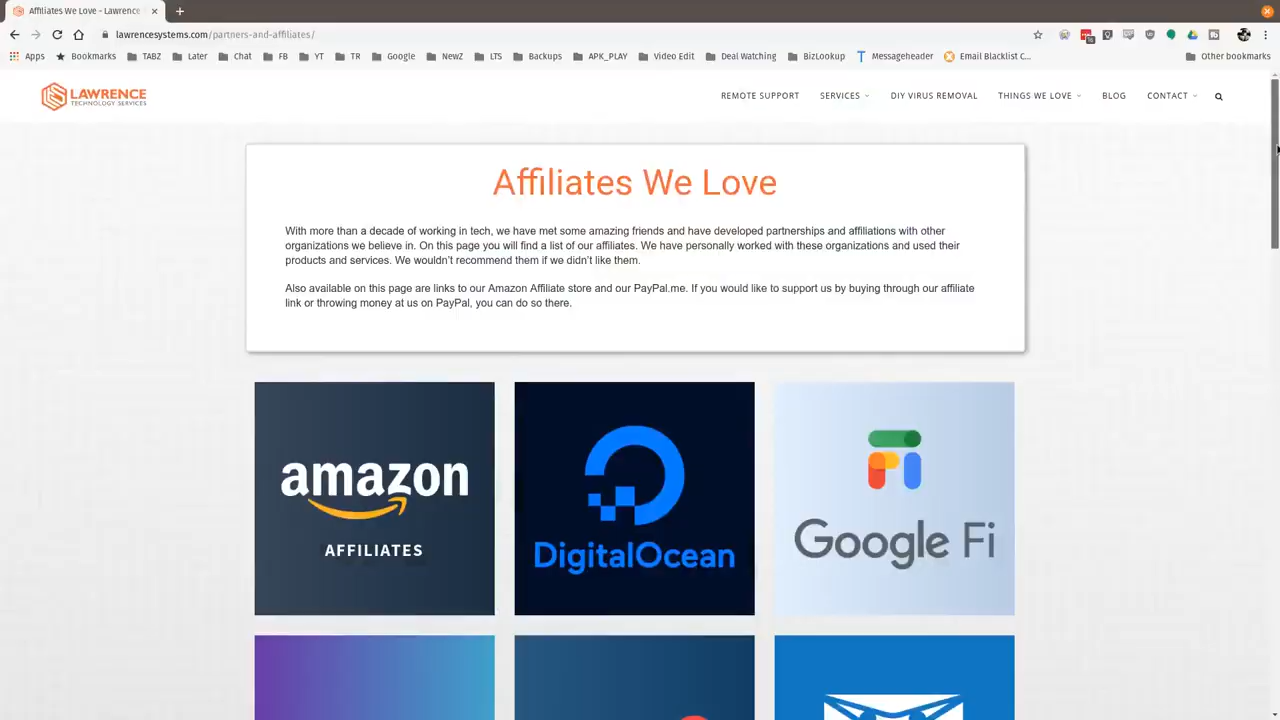 Affiliates We Love - Lawrence
lawrencesystems.com/partners-and-affiliates/
Apps Bookmarks TABZ Later Chat FB YT TR Google NewZ LTS Backups APK_PLAY Video Edit Deal Watching BizLookup Messageheader Email Blacklist C... Other bookmarks
LAWRENCE
TECHNOLOGY SERVICES
REMOTE SUPPORT SERVICES DIY VIRUS REMOVAL THINGS WE LOVE BLOG CONTACT
Affiliates We Love
With more than a decade of working in tech, we have met some amazing friends and have developed partnerships and affiliations with other
organizations we believe in. On this page you will find a list of our affiliates. We have personally worked with these organizations and used their
products and services. We wouldn't recommend them if we didn't like them.
Also available on this page are links to our Amazon Affiliate store and our PayPal.me. If you would like to support us by buying through our affiliate
link or throwing money at us on PayPal, you can do so there.
amazon
AFFILIATES
DigitalOcean
Google Fi